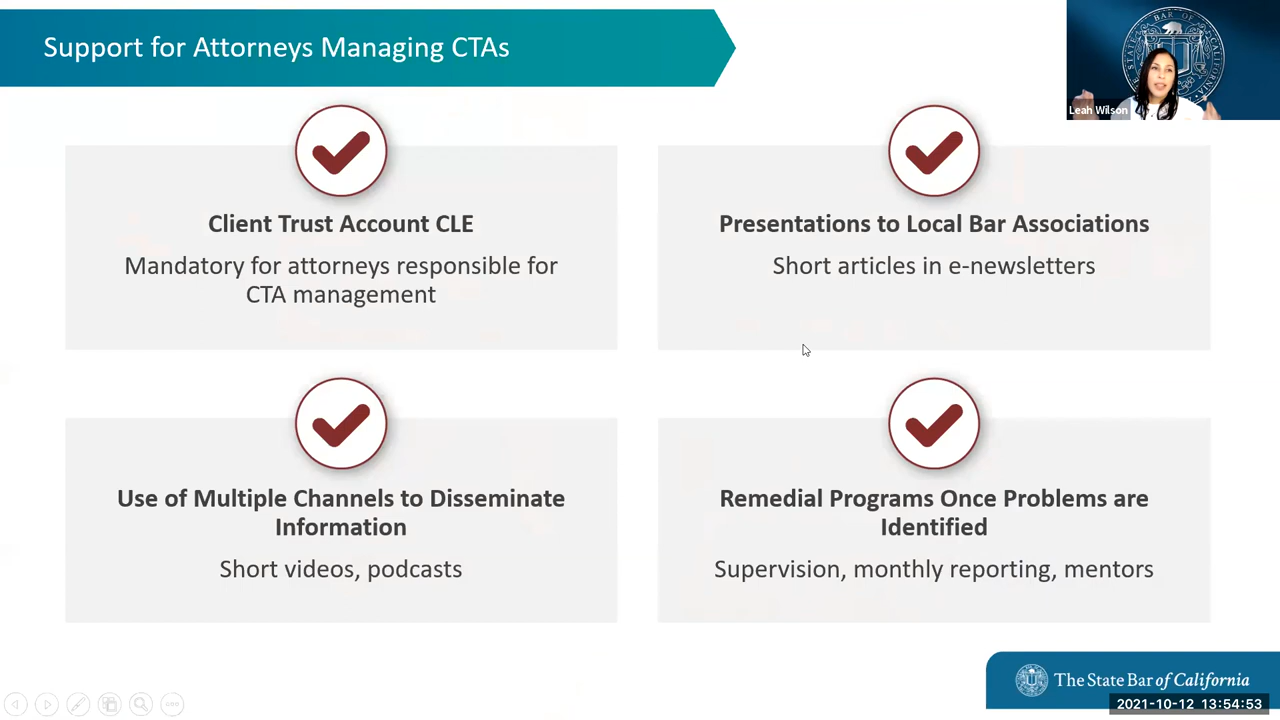 Support for Attorneys Managing CTAs
Leah Wilson
Client Trust Account CLE
Mandatory for attorneys responsible for
CTA management
Presentations to Local Bar Associations
Short articles in e-newsletters
Use of Multiple Channels to Disseminate
Information
Short videos, podcasts
Remedial Programs Once Problems are
Identified
Supervision, monthly reporting, mentors
The State Bar of California
2021-10-12 13:54:53